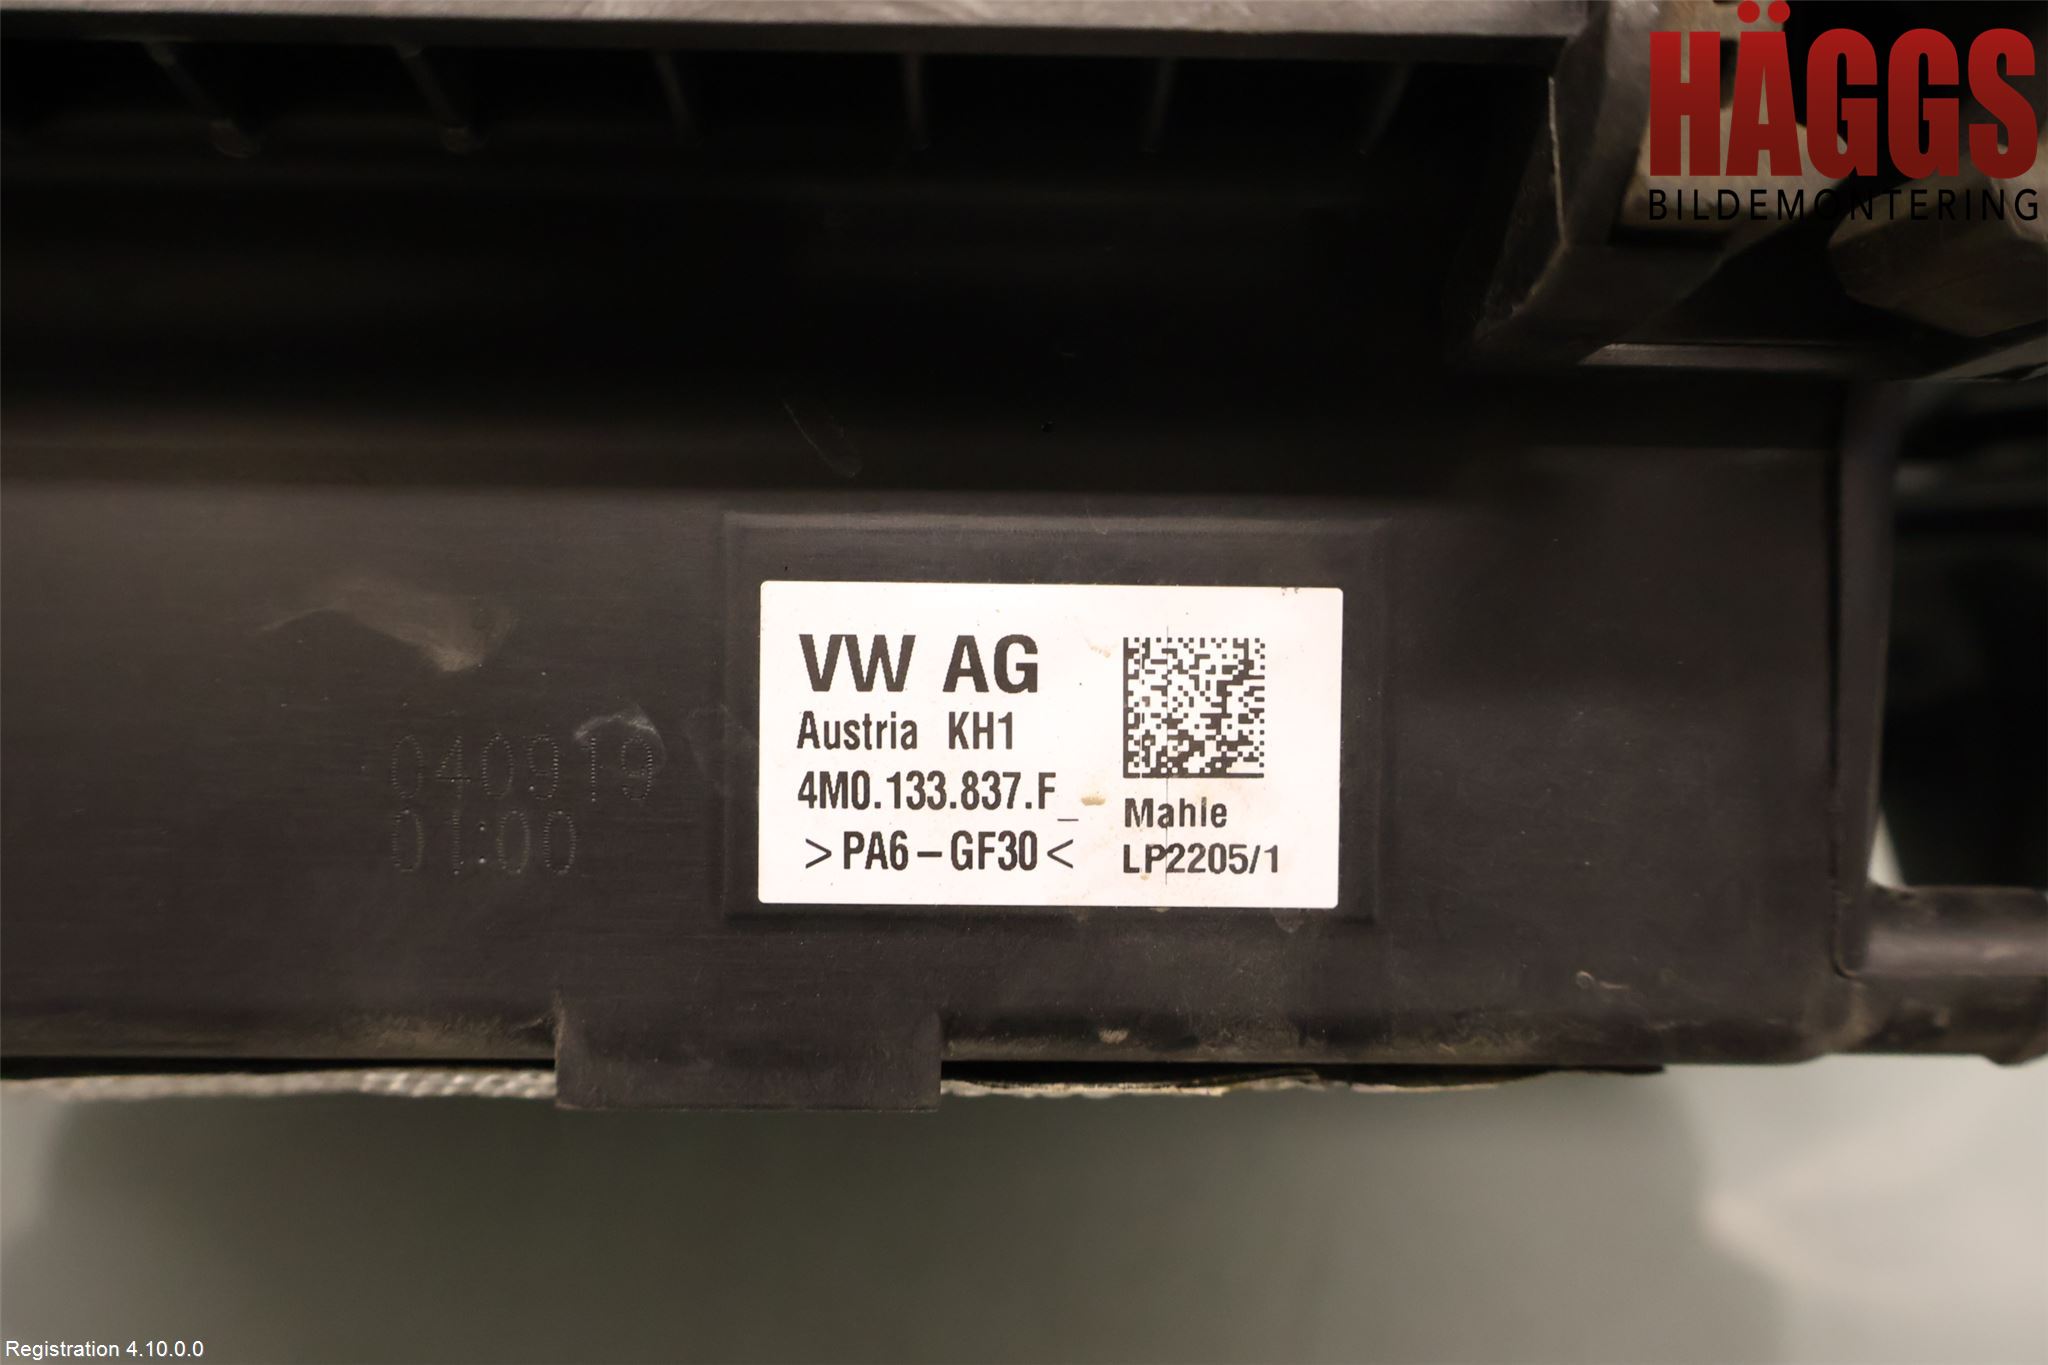 HÄGGS
BILDEMONTERING
VW AG
Austria KH1
4M0.133.837.F_
>PA6-GF30<
Mahle
LP2205/1
040919
01:00
Registration 4.10.0.0